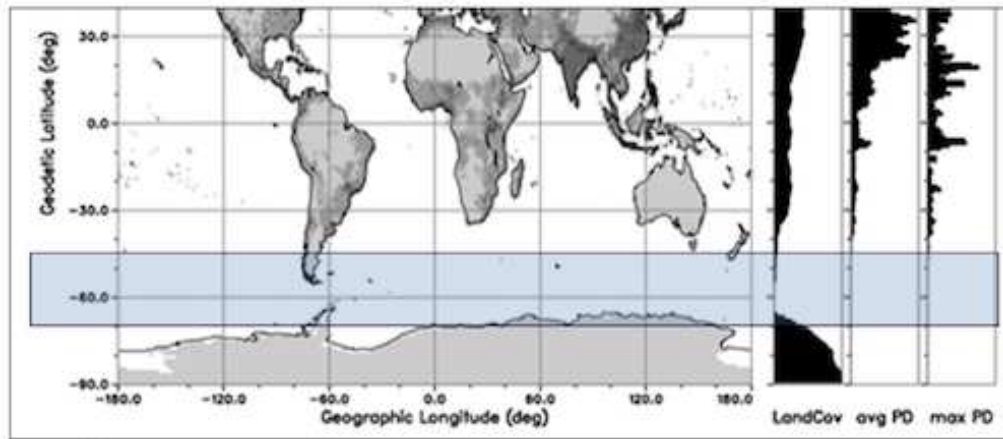 Geodetic Latitude (deg)
30.0
0.0
-30.0
-60.0
-90.0
-180.0 -120.0 -60.0 0.0 60.0 120.0 180.0
Geographic Longitude (deg)
LandCov avg PD max PD